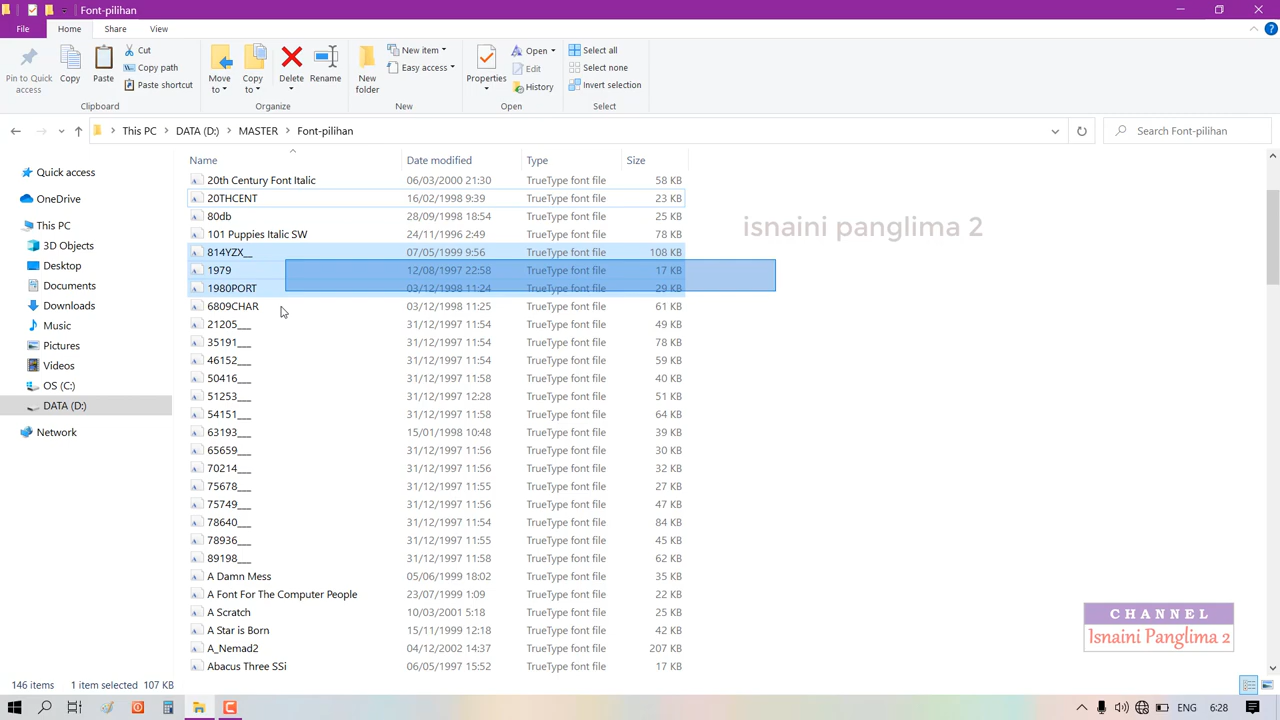 Font-pilihan
File Home Share View
Pin to Quick access
Copy
Paste
Cut
Copy path
Paste shortcut
Clipboard
Move to
Copy to
Delete
Rename
Organize
New folder
New item
Easy access
New
Properties
Open
Edit
History
Open
Select all
Select none
Invert selection
Select
This PC DATA (D:) MASTER Font-pilihan
Search Font-pilihan
Quick access
OneDrive
This PC
3D Objects
Desktop
Documents
Downloads
Music
Pictures
Videos
OS (C:)
DATA (D:)
Network
Name Date modified Type Size
20th Century Font Italic 06/03/2000 21:30 TrueType font file 58 KB
20THCENT 16/02/1998 9:39 TrueType font file 23 KB
80db 28/09/1998 18:54 TrueType font file 25 KB
101 Puppies Italic SW 24/11/1996 2:49 TrueType font file 78 KB
814YZX__ 07/05/1999 9:56 TrueType font file 108 KB
1979 12/08/1997 22:58 TrueType font file 17 KB
1980PORT 03/12/1998 11:24 TrueType font file 29 KB
6809CHAR 03/12/1998 11:25 TrueType font file 61 KB
21205___ 31/12/1997 11:54 TrueType font file 49 KB
35191___ 31/12/1997 11:54 TrueType font file 78 KB
46152___ 31/12/1997 11:54 TrueType font file 59 KB
50416___ 31/12/1997 11:58 TrueType font file 40 KB
51253___ 31/12/1997 12:28 TrueType font file 51 KB
54151___ 31/12/1997 11:58 TrueType font file 64 KB
63193___ 15/01/1998 10:48 TrueType font file 39 KB
65659___ 31/12/1997 11:56 TrueType font file 30 KB
70214___ 31/12/1997 11:56 TrueType font file 32 KB
75678___ 31/12/1997 11:55 TrueType font file 27 KB
75749___ 31/12/1997 11:56 TrueType font file 47 KB
78640___ 31/12/1997 11:54 TrueType font file 84 KB
78936___ 31/12/1997 11:55 TrueType font file 45 KB
89198___ 31/12/1997 11:58 TrueType font file 62 KB
A Damn Mess 05/06/1999 18:02 TrueType font file 35 KB
A Font For The Computer People 23/07/1999 1:09 TrueType font file 22 KB
A Scratch 10/03/2001 5:18 TrueType font file 25 KB
A Star is Born 15/11/1999 12:18 TrueType font file 42 KB
A_Nemad2 04/12/2002 14:37 TrueType font file 207 KB
Abacus Three SSi 06/05/1997 15:52 TrueType font file 17 KB
isnaini panglima 2
CHANNEL
Isnaini Panglima 2
146 items 1 item selected 107 KB
ENG 6:28